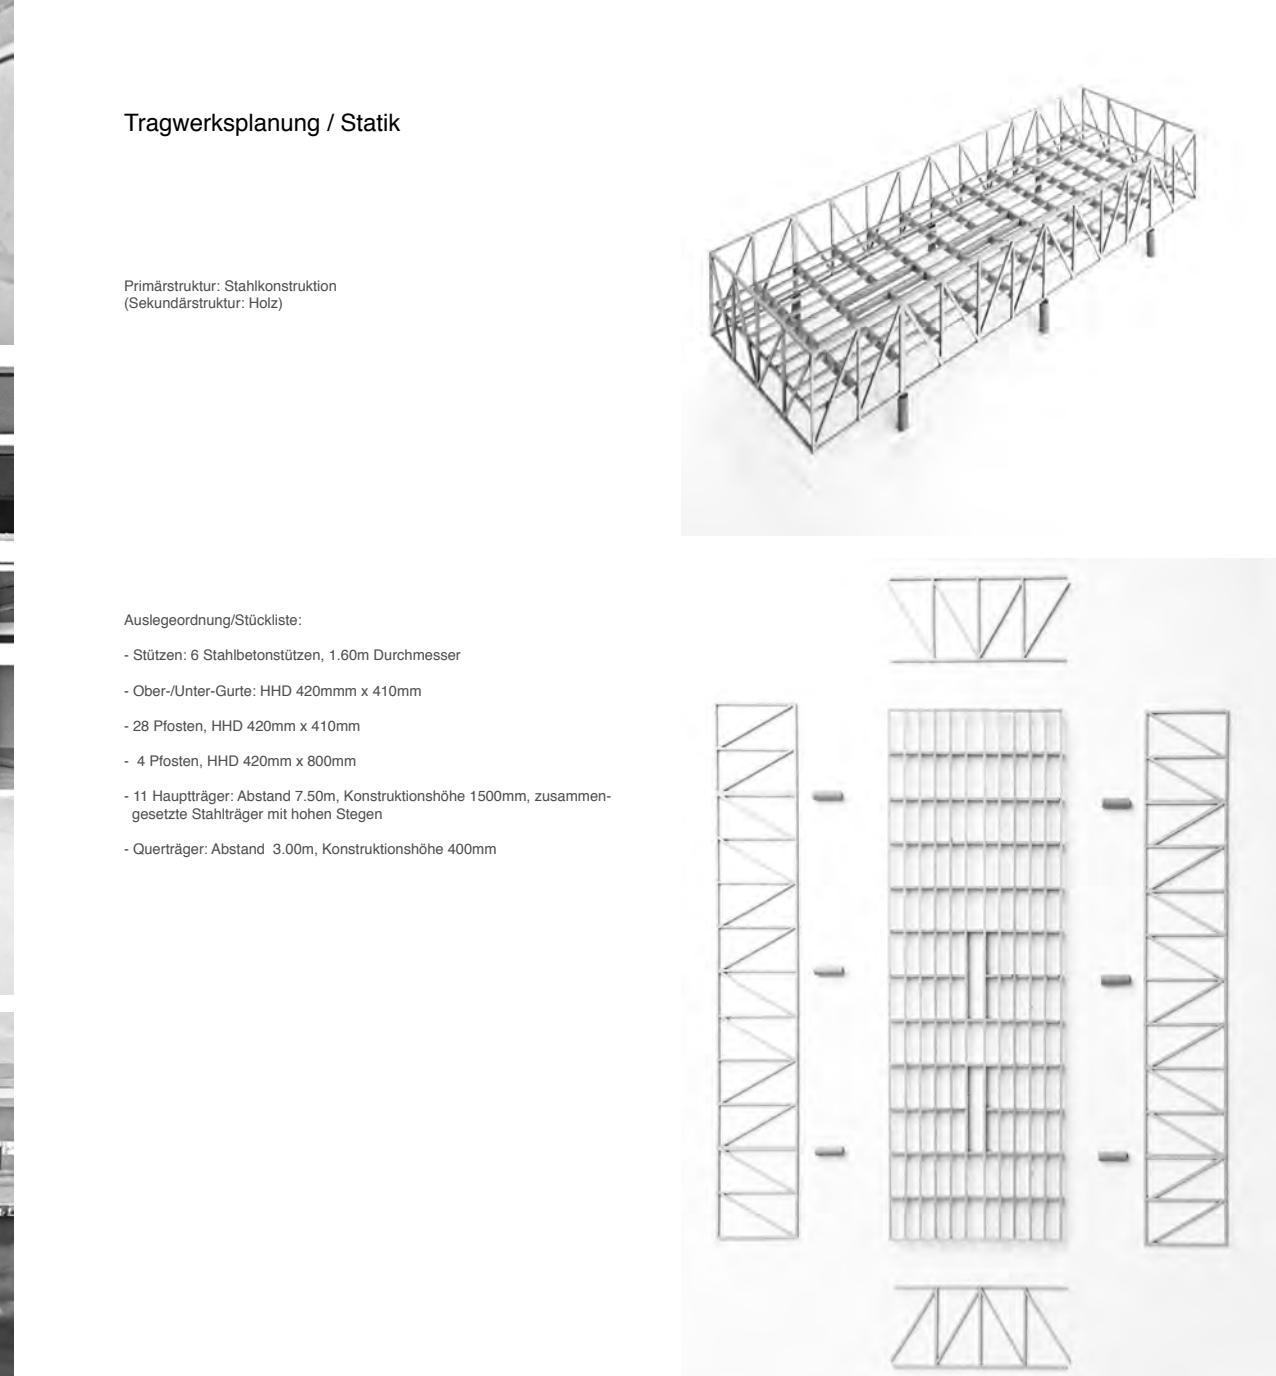 Tragwerksplanung / Statik
Primärstruktur: Stahlkonstruktion
(Sekundärstruktur: Holz)
Auslegeordnung/Stückliste:
- Stützen: 6 Stahlbetonstützen, 1.60m Durchmesser
- Ober-/Unter-Gurte: HHD 420mmm x 410mm
- 28 Pfosten, HHD 420mm x 410mm
-  4 Pfosten, HHD 420mm x 800mm
- 11 Hauptträger: Abstand 7.50m, Konstruktionshöhe 1500mm, zusammen-
gesetzte Stahlträger mit hohen Stegen
- Querträger: Abstand  3.00m, Konstruktionshöhe 400mm